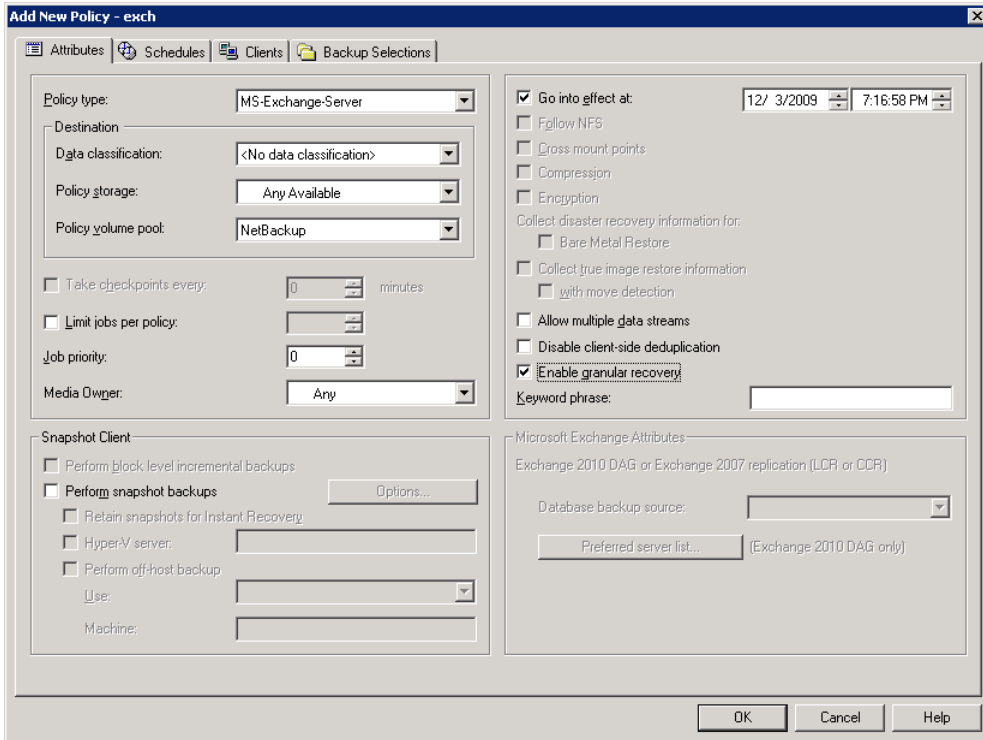 Add New Policy - exch
Attributes
Schedules
Clients
Backup Selections
Policy type:
MS-Exchange-Server
Destination
Data classification:
<No data classification>
Policy storage:
Any Available
Policy volume pool:
NetBackup
Take checkpoints every:
0
minutes
Limit jobs per policy:
Job priority:
0
Media Owner:
Any
Go into effect at:
12/ 3/2009
7:16:58 PM
Follow NFS
Cross mount points
Compression
Encryption
Collect disaster recovery information for:
Bare Metal Restore
Collect true image restore information
with move detection
Allow multiple data streams
Disable client-side deduplication
Enable granular recovery
Keyword phrase:
Snapshot Client
Perform block level incremental backups
Perform snapshot backups
Options...
Retain snapshots for Instant Recovery
Hyper-V server:
Perform off-host backup
Use:
Machine:
Microsoft Exchange Attributes
Exchange 2010 DAG or Exchange 2007 replication (LCR or CCR)
Database backup source:
Preferred server list...
(Exchange 2010 DAG only)
OK
Cancel
Help